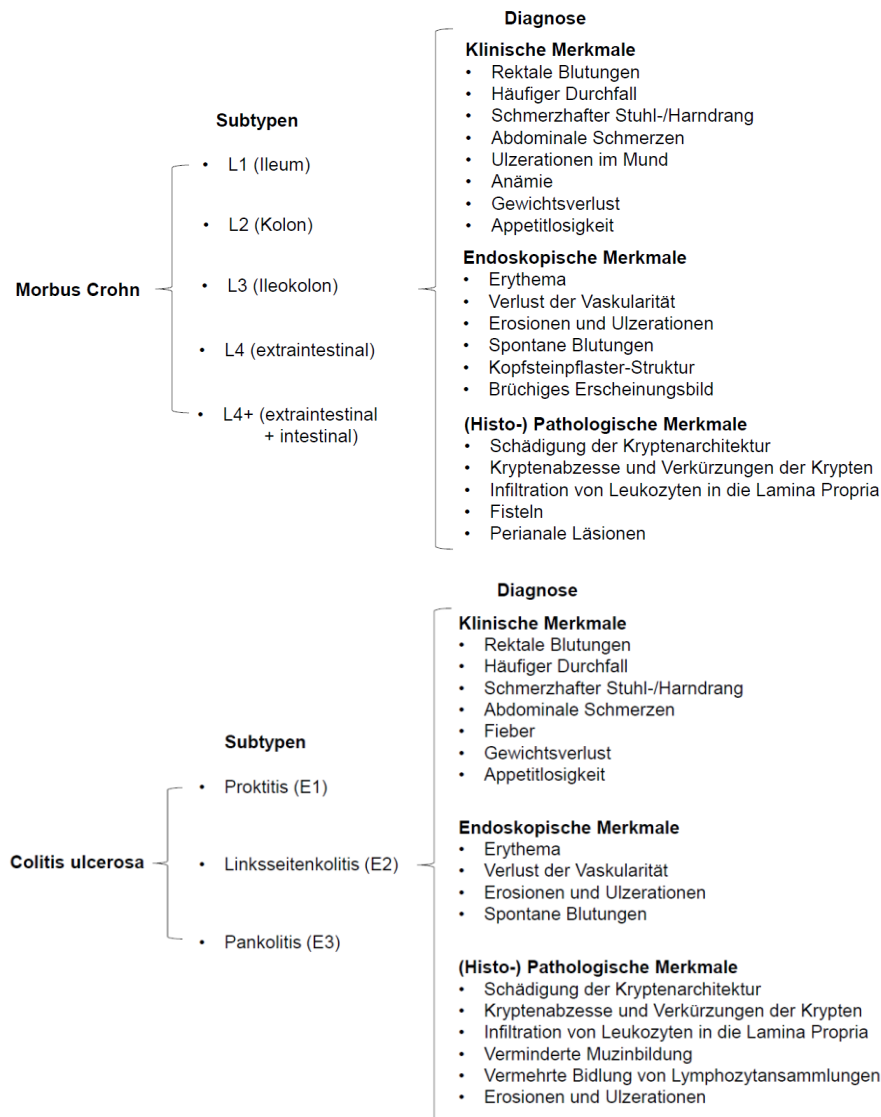 Diagnose
Klinische Merkmale
• Rektale Blutungen
• Häufiger Durchfall
• Schmerzhafter Stuhl-/Harndrang
• Abdominale Schmerzen
• Ulzerationen im Mund
• Anämie
• Gewichtsverlust
• Appetitlosigkeit
Subtypen
• L1 (Ileum)
• L2 (Kolon)
• L3 (Ileokolon)
• L4 (extraintestinal)
• L4+ (extraintestinal
+ intestinal)
Morbus Crohn
Endoskopische Merkmale
• Erythema
• Verlust der Vaskularität
• Erosionen und Ulzerationen
• Spontane Blutungen
• Kopfsteinpflaster-Struktur
• Brüchiges Erscheinungsbild
(Histo-) Pathologische Merkmale
• Schädigung der Kryptenarchitektur
• Kryptenabzesse und Verkürzungen der Krypten
• Infiltration von Leukozyten in die Lamina Propria
• Fisteln
• Perianale Läsionen
Diagnose
Klinische Merkmale
• Rektale Blutungen
• Häufiger Durchfall
• Schmerzhafter Stuhl-/Harndrang
• Abdominale Schmerzen
• Fieber
• Gewichtsverlust
• Appetitlosigkeit
Subtypen
• Proktitis (E1)
• Linksseitenkolitis (E2)
• Pankolitis (E3)
Colitis ulcerosa
Endoskopische Merkmale
• Erythema
• Verlust der Vaskularität
• Erosionen und Ulzerationen
• Spontane Blutungen
(Histo-) Pathologische Merkmale
• Schädigung der Kryptenarchitektur
• Kryptenabzesse und Verkürzungen der Krypten
• Infiltration von Leukozyten in die Lamina Propria
• Verminderte Muzinbildung
• Vermehrte Bidlung von Lymphozytansammlungen
• Erosionen und Ulzerationen